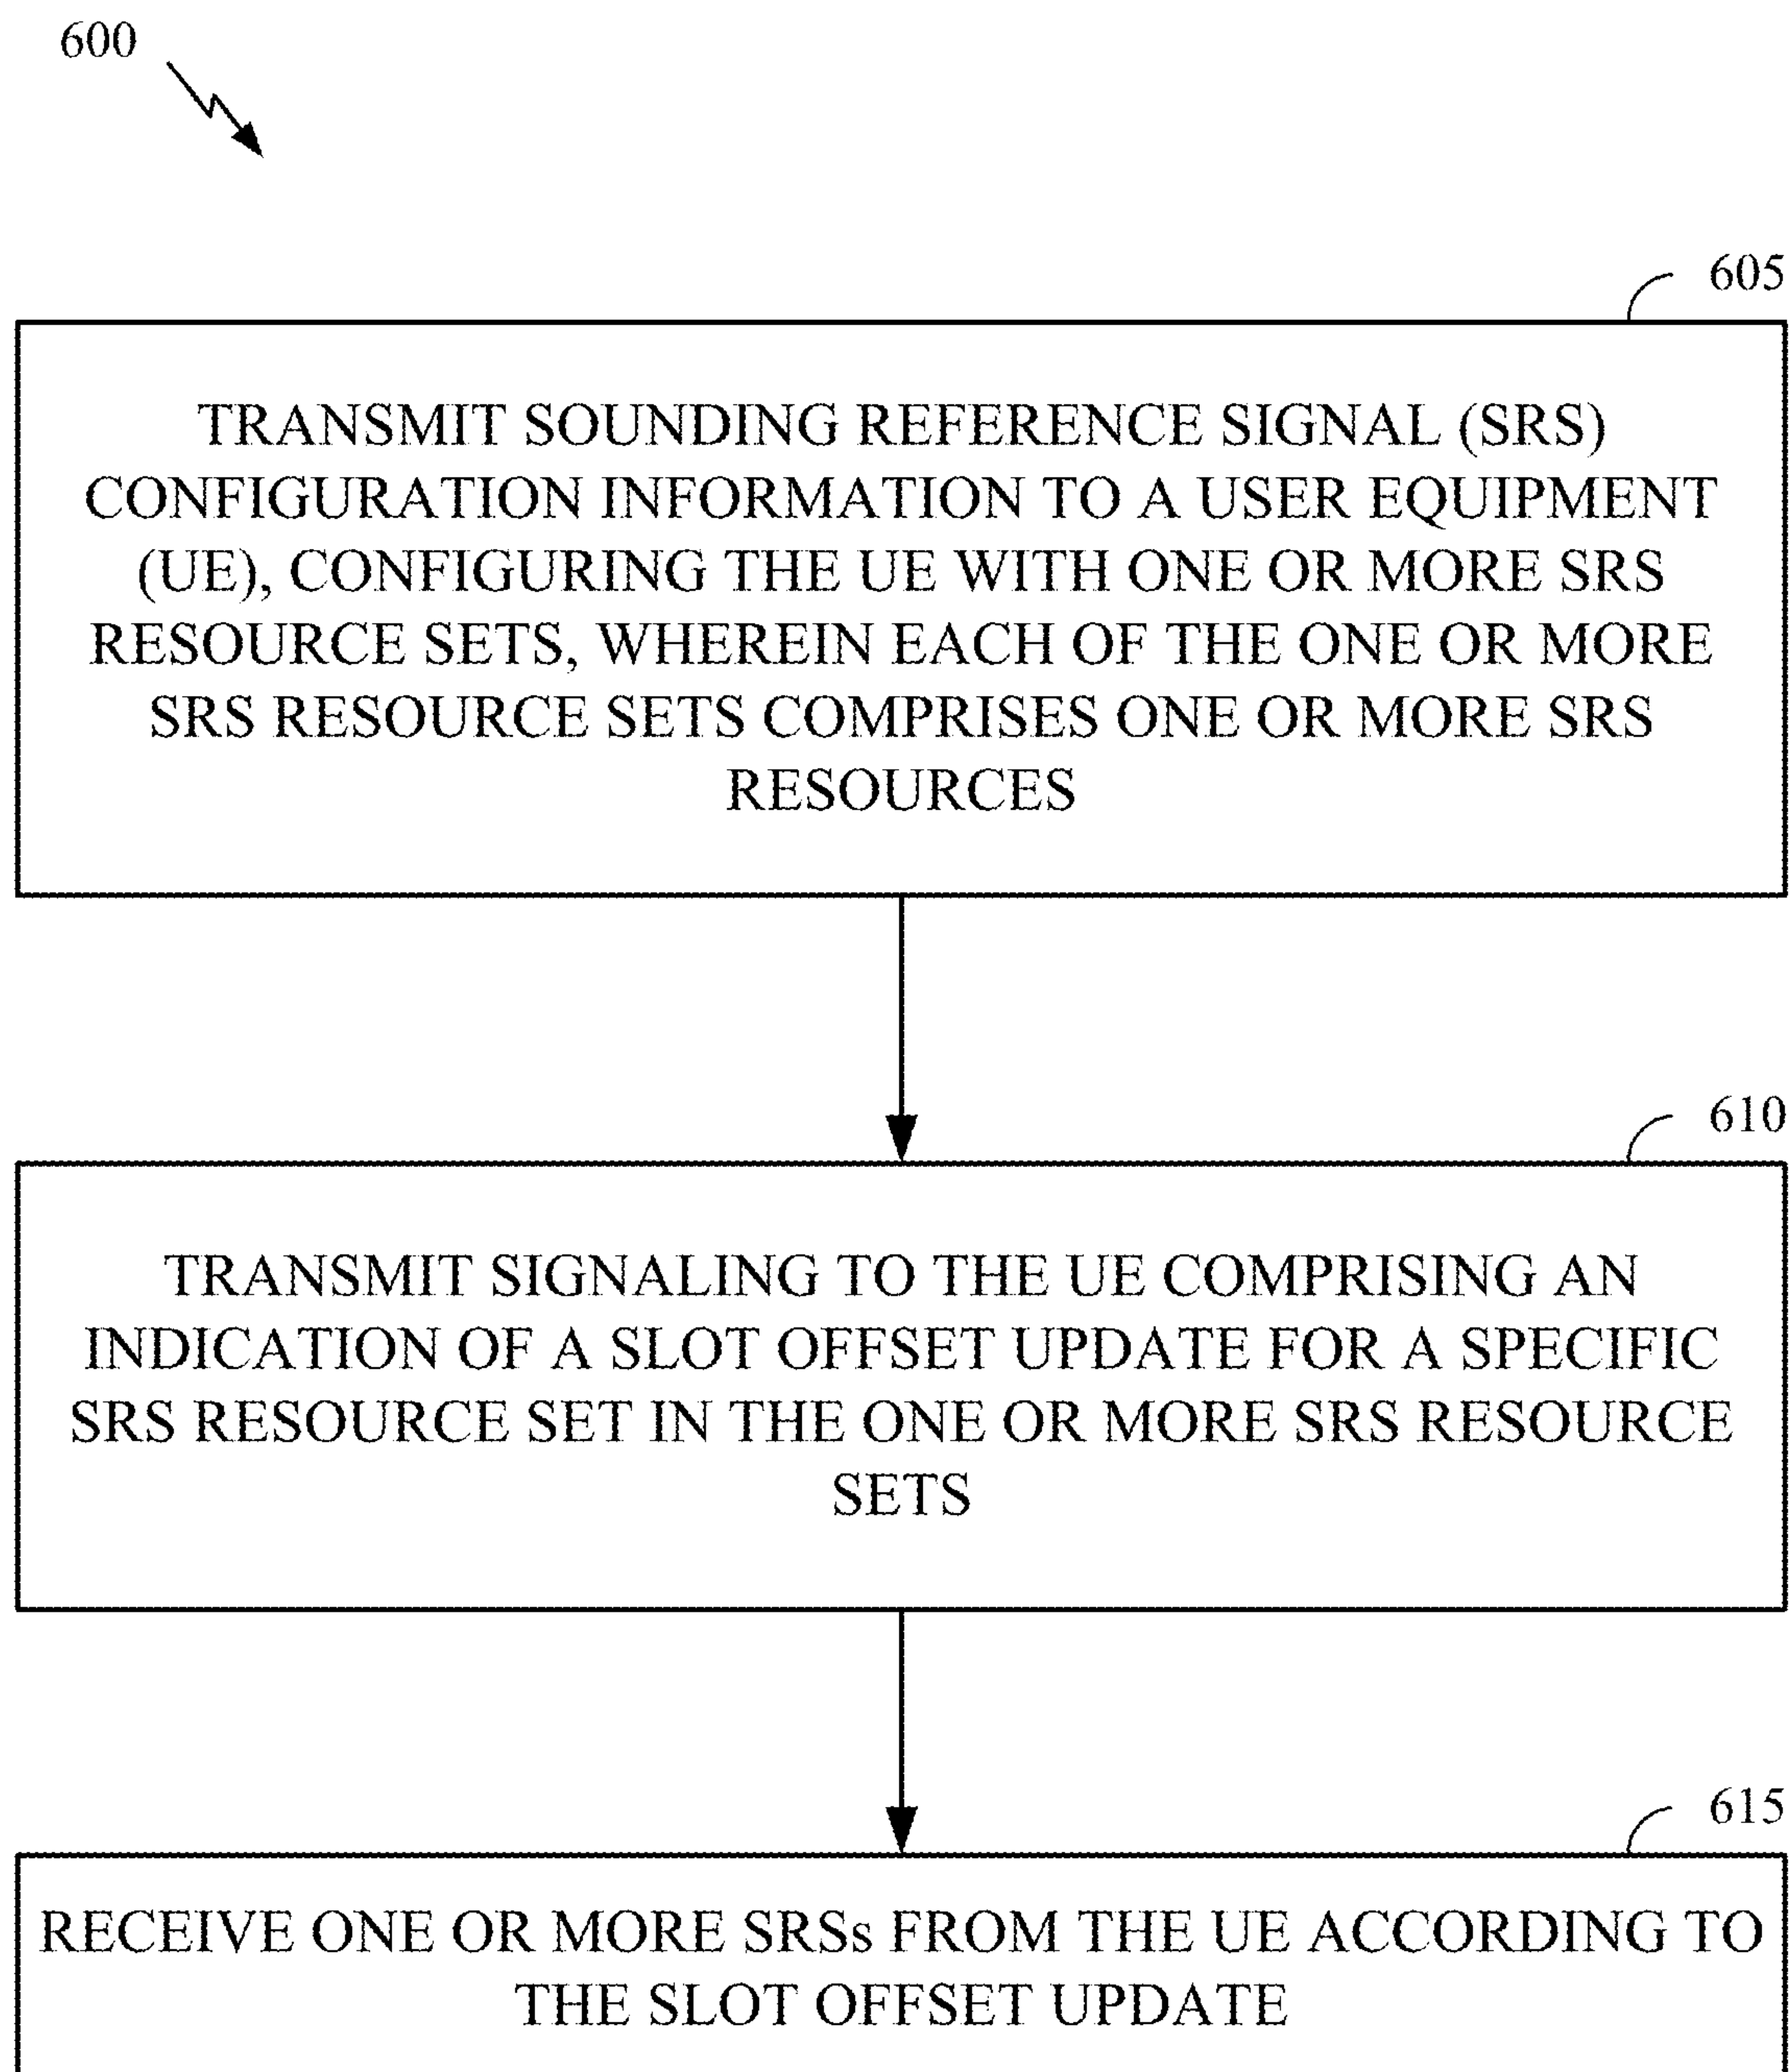 600
605
TRANSMIT SOUNDING REFERENCE SIGNAL (SRS)
CONFIGURATION INFORMATION TO A USER EQUIPMENT
(UE), CONFIGURING THE UE WITH ONE OR MORE SRS
RESOURCE SETS, WHEREIN EACH OF THE ONE OR MORE
SRS RESOURCE SETS COMPRISES ONE OR MORE SRS
RESOURCES
610
TRANSMIT SIGNALING TO THE UE COMPRISING AN
INDICATION OF A SLOT OFFSET UPDATE FOR A SPECIFIC
SRS RESOURCE SET IN THE ONE OR MORE SRS RESOURCE
SETS
615
RECEIVE ONE OR MORE SRSs FROM THE UE ACCORDING TO
THE SLOT OFFSET UPDATE